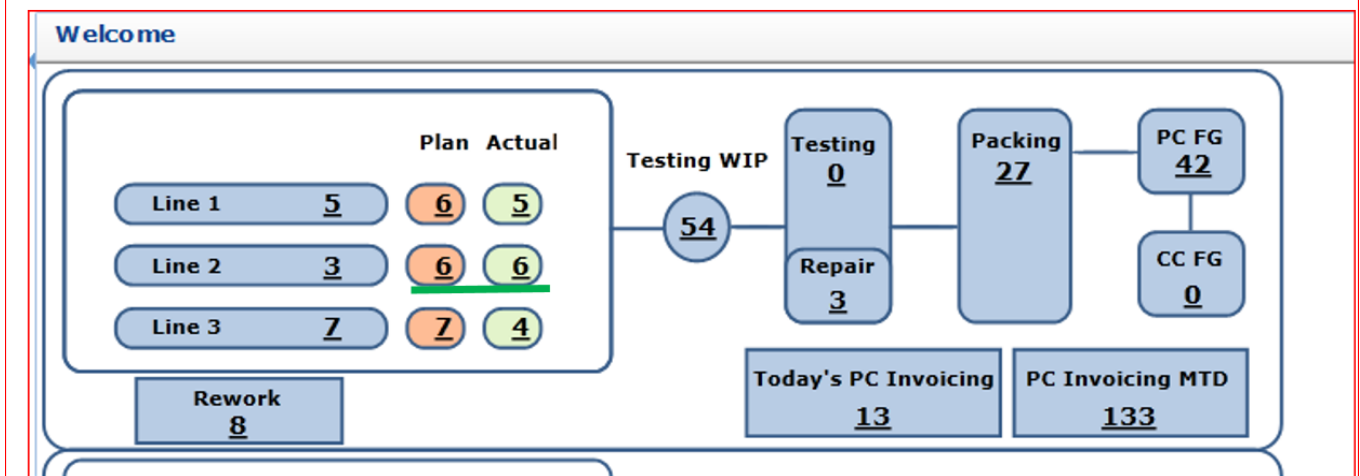 Welcome
Plan Actual
Line 1 5 6 5
Line 2 3 6 6
Line 3 7 7 4
Rework
8
Testing WIP
54
Testing
0
Repair
3
Packing
27
PC FG
42
CC FG
0
Today's PC Invoicing
13
PC Invoicing MTD
133